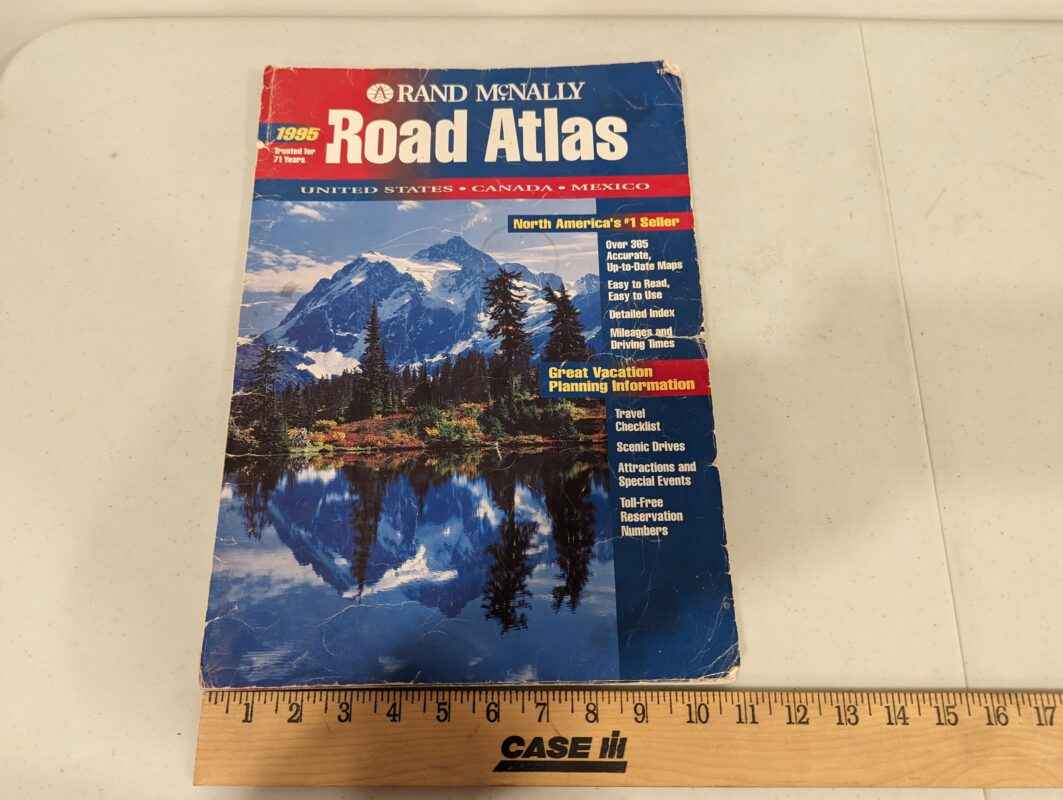 RAND McNALLY
1995
Road Atlas
Trusted for
71 Years
UNITED STATES • CANADA • MEXICO
North America's #1 Seller
Over 365
Accurate,
Up-to-Date Maps
Easy to Read,
Easy to Use
Detailed Index
Mileages and
Driving Times
Great Vacation
Planning Information
Travel
Checklist
Scenic Drives
Attractions and
Special Events
Toll-Free
Reservation
Numbers
1 2 3 4 5 6 7 8 9 10 11 12 13 14 15 16 17
CASE IH